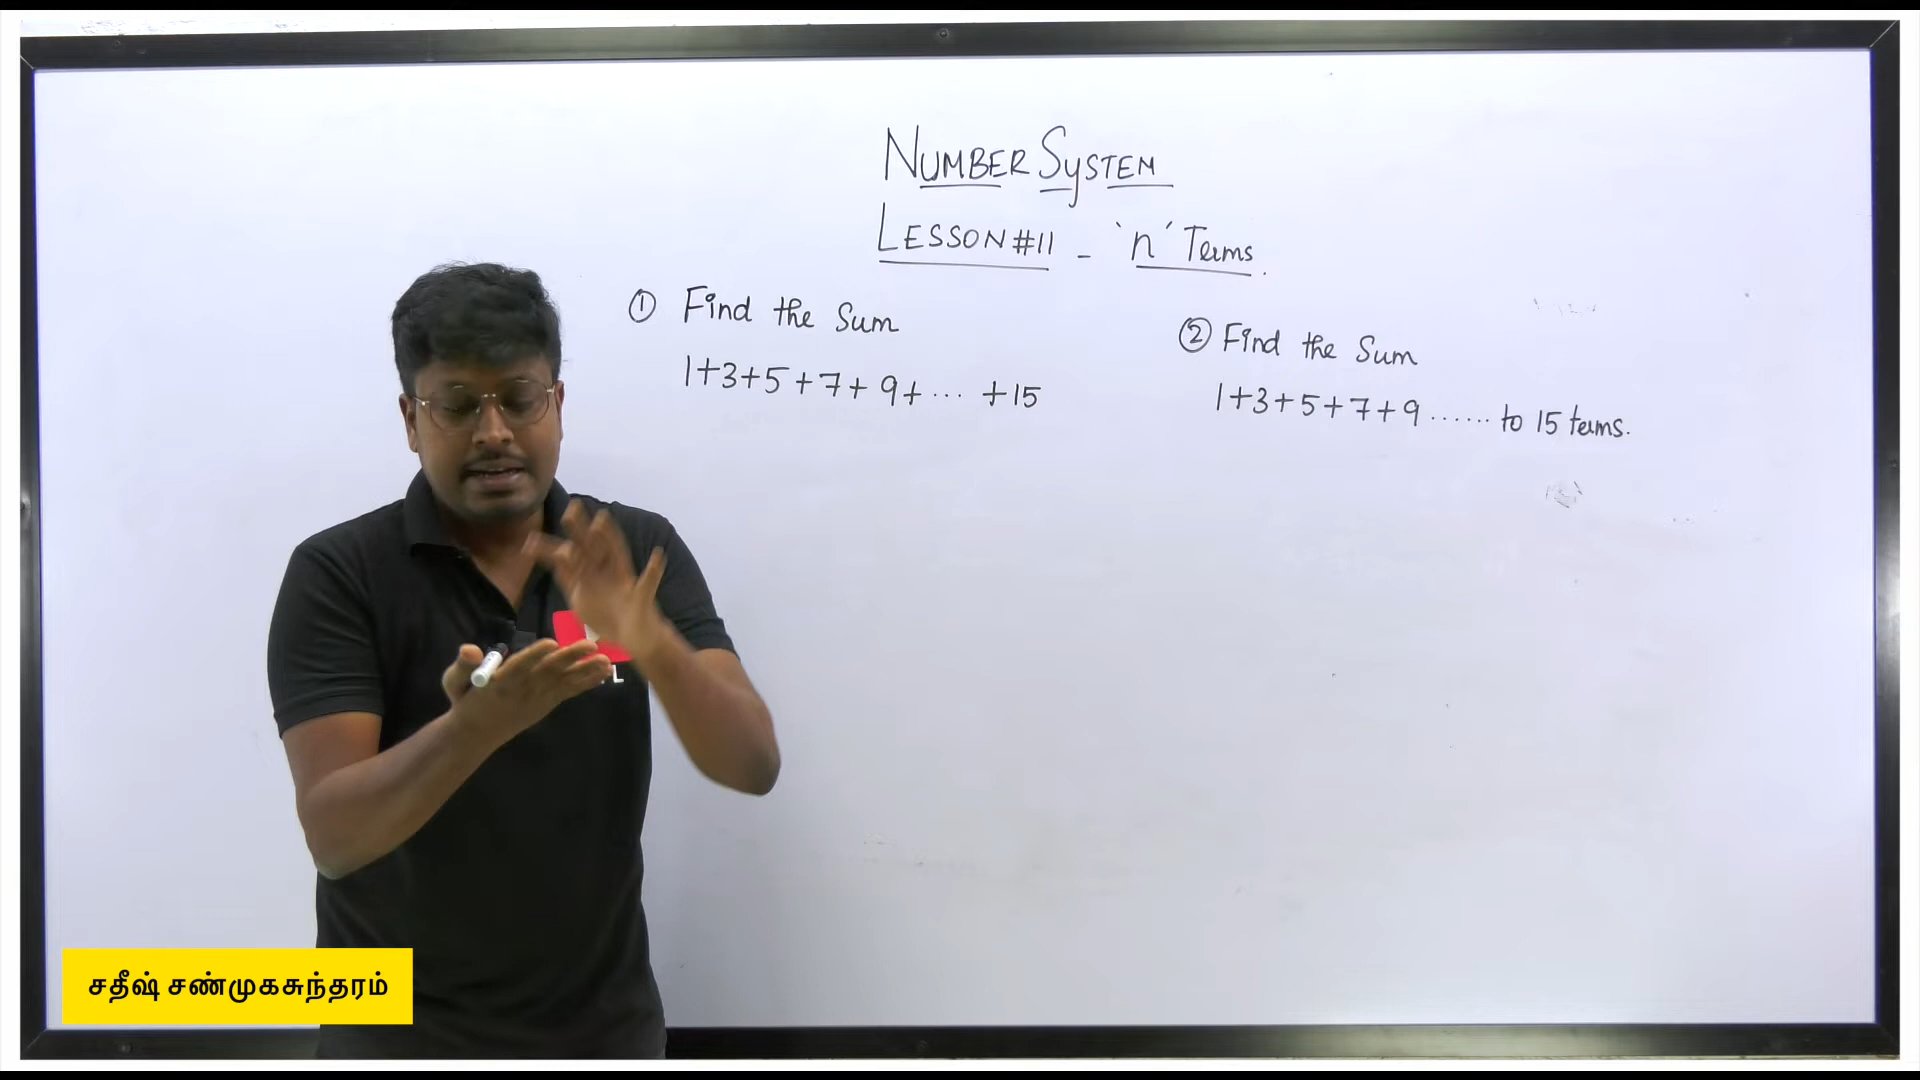 NUMBER SYSTEM
LESSON #11 - 'n' Terms.
① Find the Sum
1+3+5+7+9+ ... +15
② Find the Sum
1+3+5+7+9 ...... to 15 terms.
சதீஷ் சண்முகசுந்தரம்